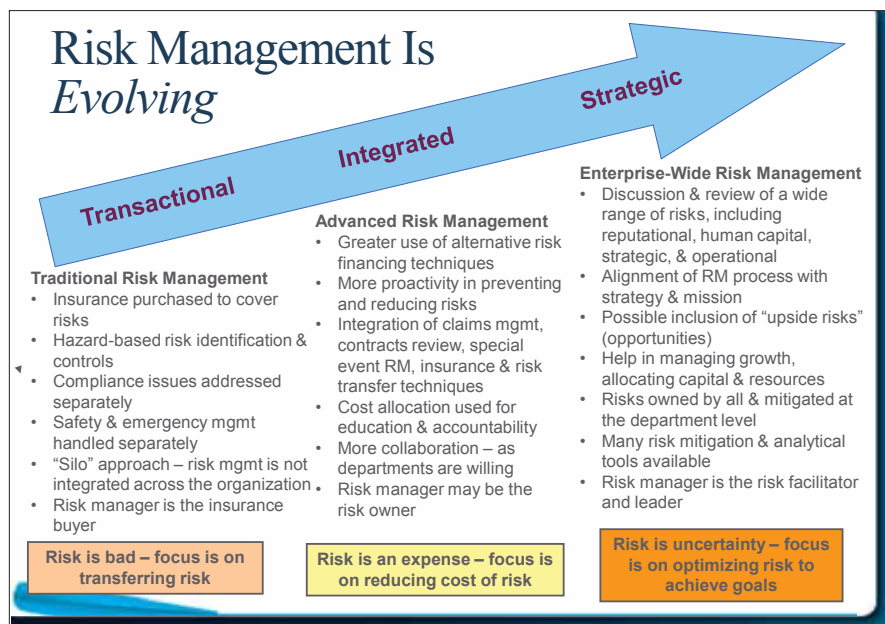 Risk Management Is
Evolving
Transactional
Integrated
Strategic
Traditional Risk Management
• Insurance purchased to cover
risks
• Hazard-based risk identification &
controls
• Compliance issues addressed
separately
• Safety & emergency mgmt
handled separately
• “Silo” approach – risk mgmt is not
integrated across the organization
• Risk manager is the insurance
buyer
Risk is bad – focus is on
transferring risk
Advanced Risk Management
• Greater use of alternative risk
financing techniques
• More proactivity in preventing
and reducing risks
• Integration of claims mgmt,
contracts review, special
event RM, insurance & risk
transfer techniques
• Cost allocation used for
education & accountability
• More collaboration – as
departments are willing
• Risk manager may be the
risk owner
Risk is an expense – focus is
on reducing cost of risk
Enterprise-Wide Risk Management
• Discussion & review of a wide
range of risks, including
reputational, human capital,
strategic, & operational
• Alignment of RM process with
strategy & mission
• Possible inclusion of “upside risks”
(opportunities)
• Help in managing growth,
allocating capital & resources
• Risks owned by all & mitigated at
the department level
• Many risk mitigation & analytical
tools available
• Risk manager is the risk facilitator
and leader
Risk is uncertainty – focus
is on optimizing risk to
achieve goals